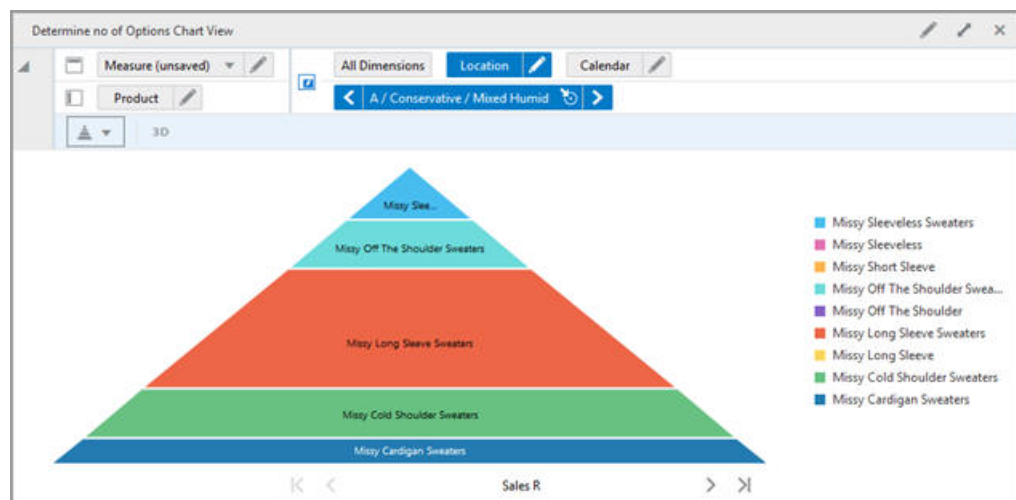 Determine no of Options Chart View
Measure (unsaved)
All Dimensions
Location
Calendar
Product
A / Conservative / Mixed Humid
3D
Missy Slee...
Missy Off The Shoulder Sweaters
Missy Long Sleeve Sweaters
Missy Cold Shoulder Sweaters
Missy Cardigan Sweaters
Missy Sleeveless Sweaters
Missy Sleeveless
Missy Short Sleeve
Missy Off The Shoulder Swea...
Missy Off The Shoulder
Missy Long Sleeve Sweaters
Missy Long Sleeve
Missy Cold Shoulder Sweaters
Missy Cardigan Sweaters
Sales R